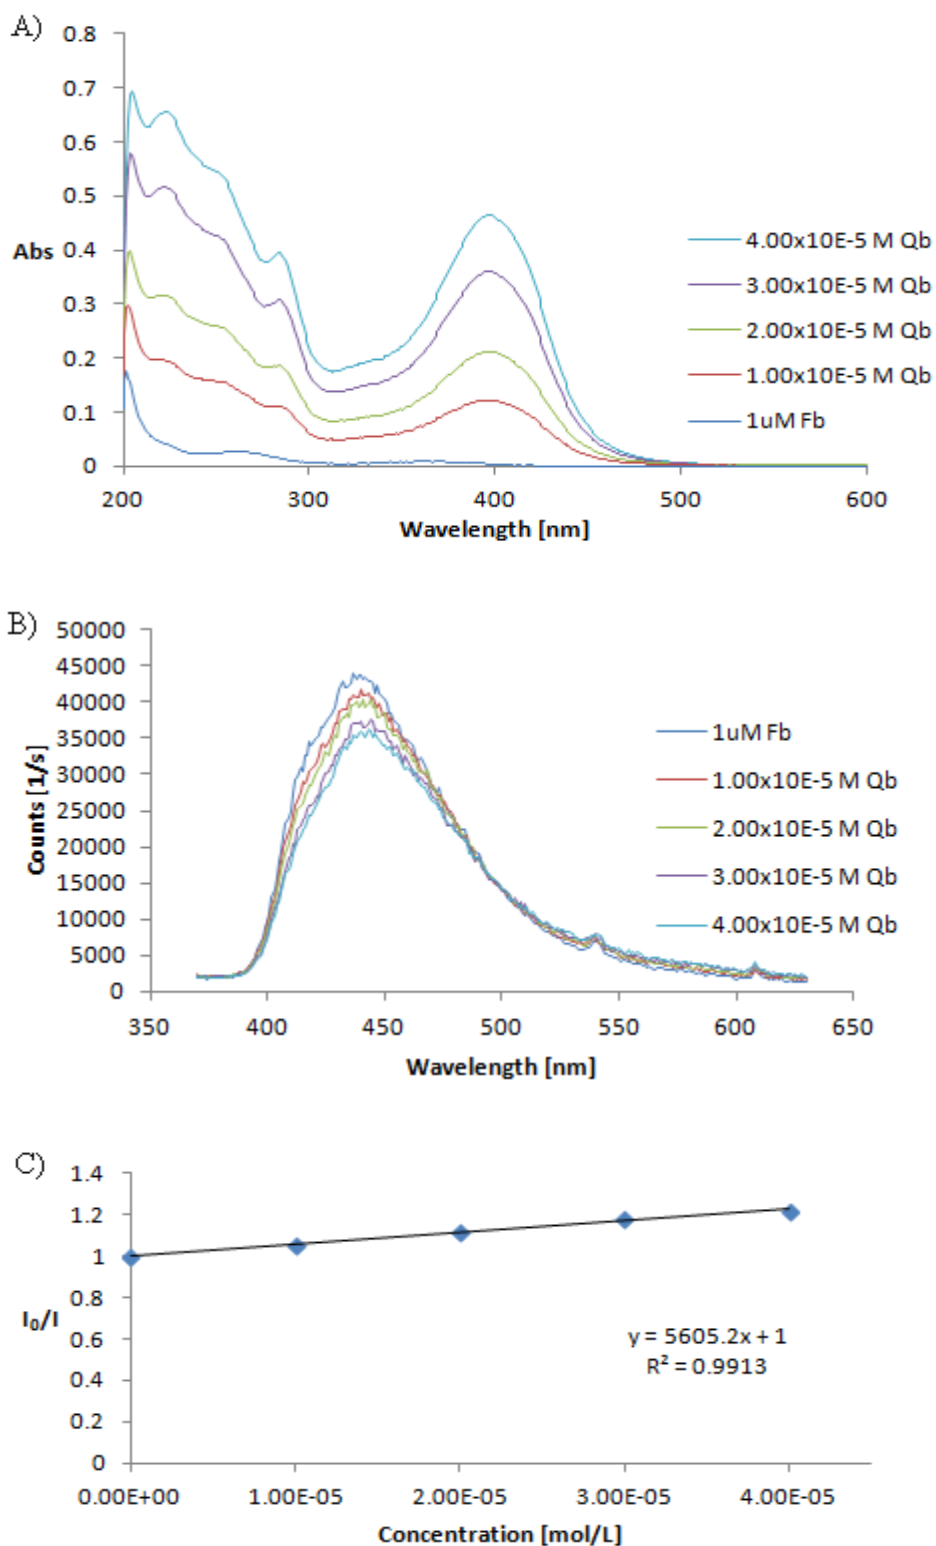 A)
0.8
0.7
0.6
0.5
Abs
0.4
0.3
0.2
0.1
0
200 300 400 500 600
Wavelength [nm]
4.00x10E-5 M Qb
3.00x10E-5 M Qb
2.00x10E-5 M Qb
1.00x10E-5 M Qb
1uM Fb
B)
50000
45000
40000
35000
30000
25000
20000
15000
10000
5000
0
Counts [1/s]
350 400 450 500 550 600 650
Wavelength [nm]
1uM Fb
1.00x10E-5 M Qb
2.00x10E-5 M Qb
3.00x10E-5 M Qb
4.00x10E-5 M Qb
C)
1.4
1.2
1
0.8
I₀/I
0.6
0.4
0.2
0
y = 5605.2x + 1
R² = 0.9913
0.00E+00 1.00E-05 2.00E-05 3.00E-05 4.00E-05
Concentration [mol/L]